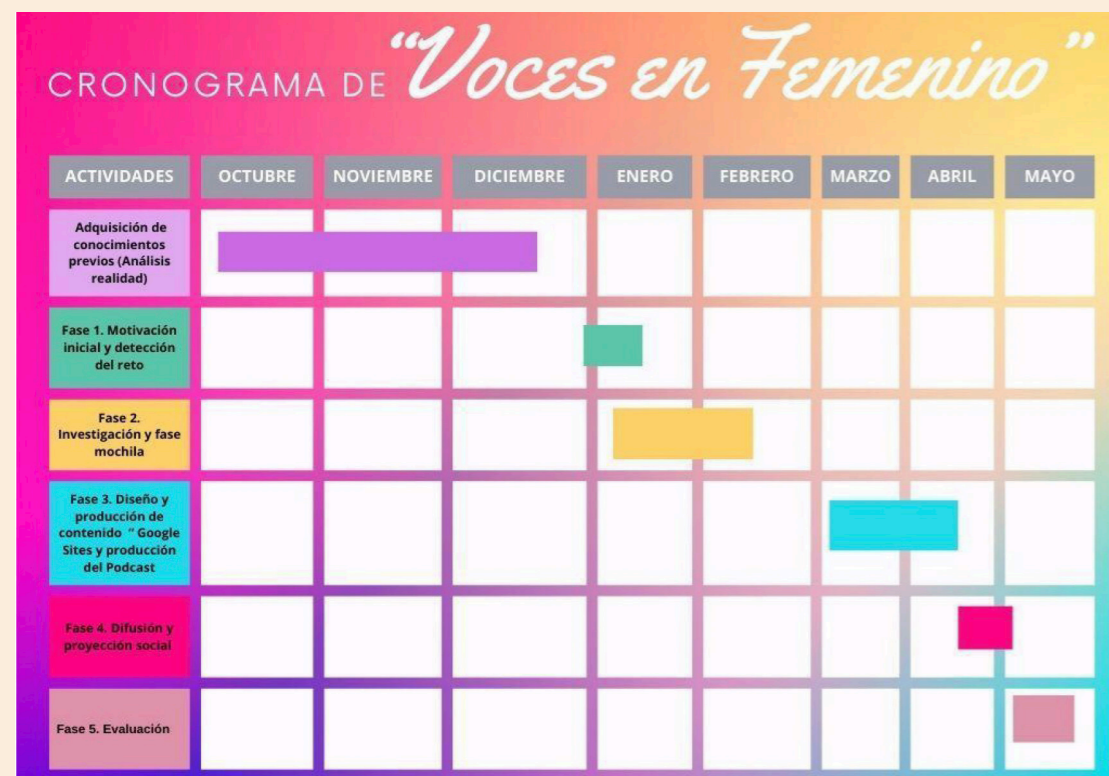 CRONOGRAMA DE “Voces en Femenino”
ACTIVIDADES OCTUBRE NOVIEMBRE DICIEMBRE ENERO FEBRERO MARZO ABRIL MAYO
Adquisición de
conocimientos
previos (Análisis
realidad)
Fase 1. Motivación
inicial y detección
del reto
Fase 2.
Investigación y fase
mochila
Fase 3. Diseño y
producción de
contenido “ Google
Sites y producción
del Podcast
Fase 4. Difusión y
proyección social
Fase 5. Evaluación